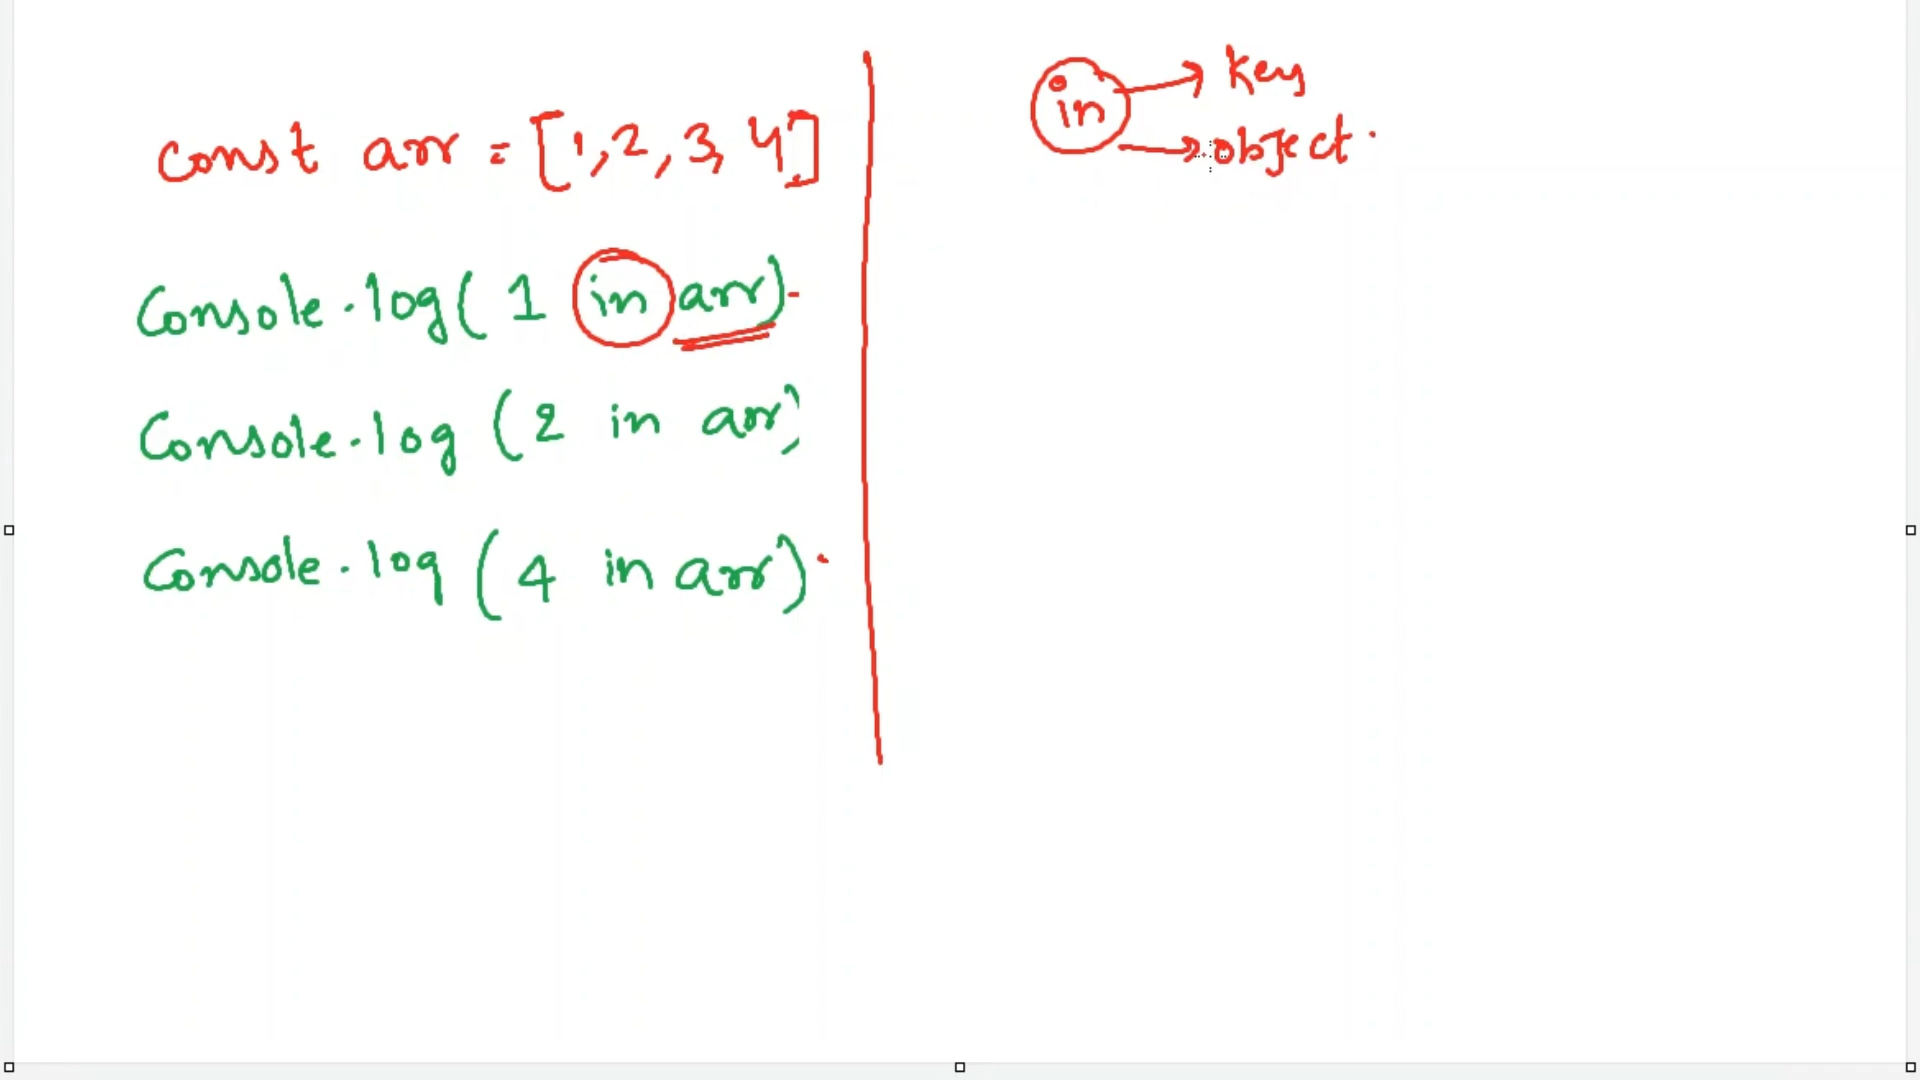 const arr = [1,2,3,4]
Console.log( 1 in arr).
Console.log (2 in arr)
Console.log (4 in arr).
in → key
→ object.